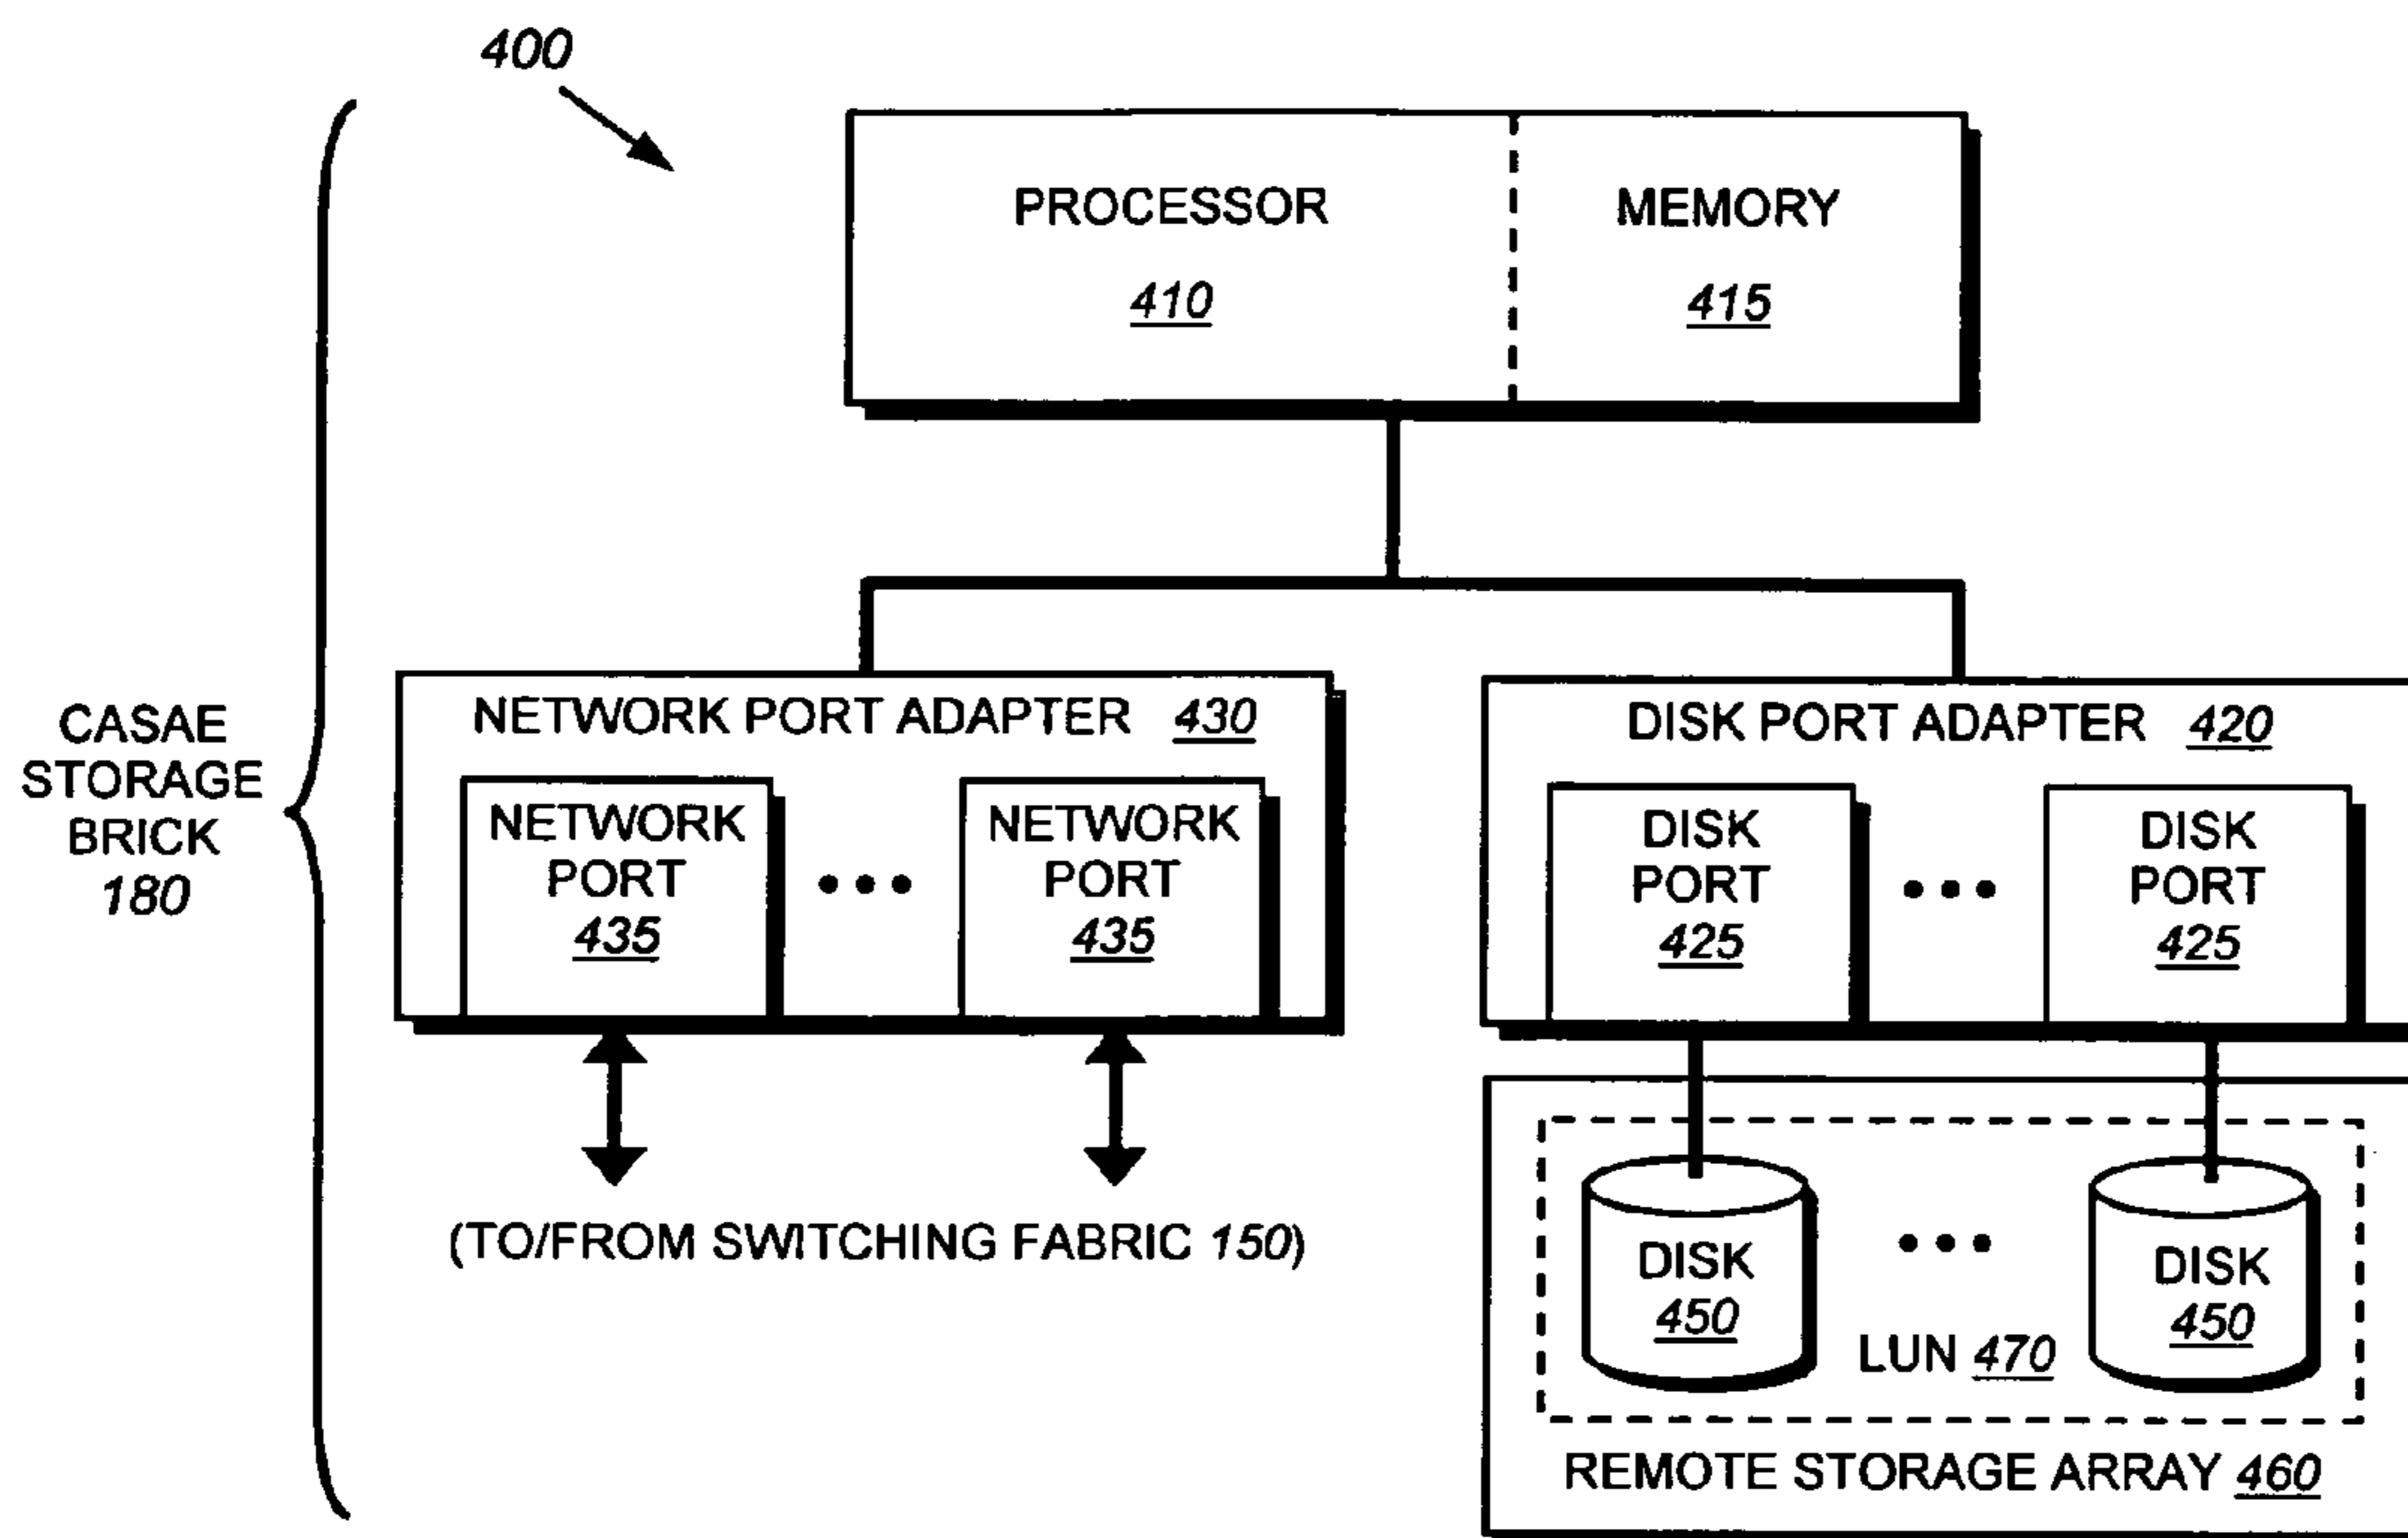 400
PROCESSOR
410
MEMORY
415
CASAE
STORAGE
BRICK
180
NETWORK PORT ADAPTER 430
NETWORK
PORT
435
• • •
NETWORK
PORT
435
(TO/FROM SWITCHING FABRIC 150)
DISK PORT ADAPTER 420
DISK
PORT
425
• • •
DISK
PORT
425
DISK
450
• • •
DISK
450
LUN 470
REMOTE STORAGE ARRAY 460